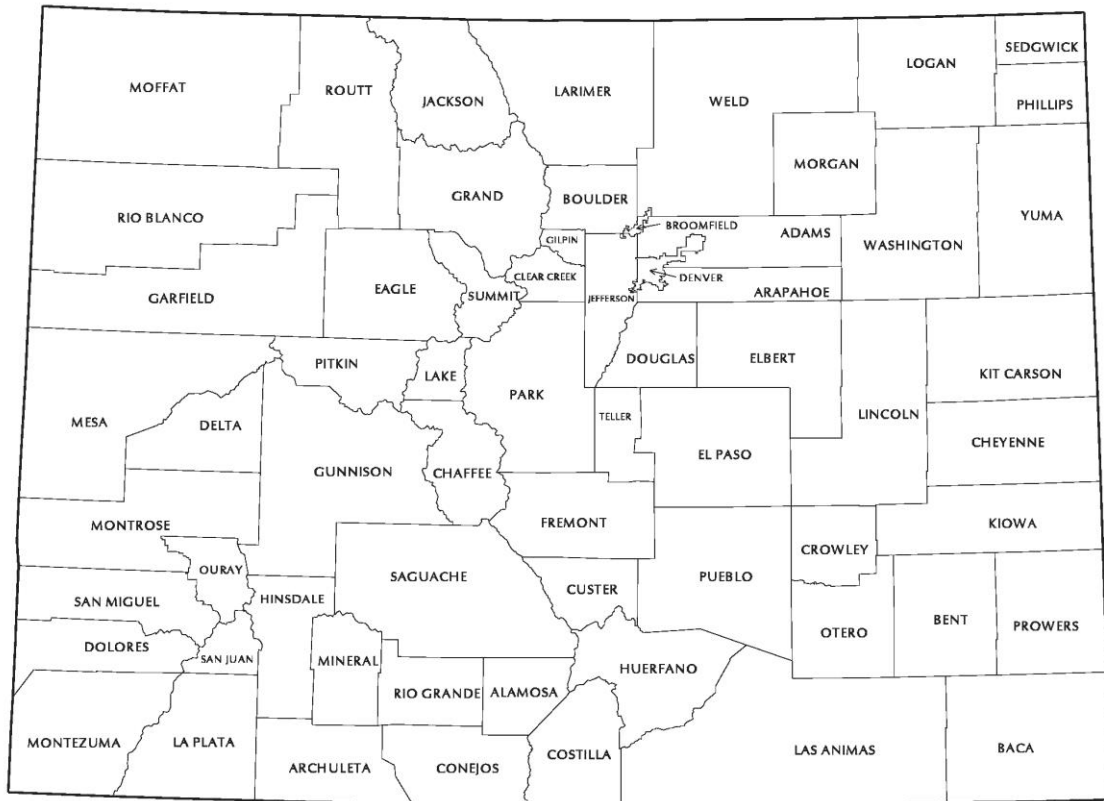 SEDGWICK
LOGAN
MOFFAT
ROUTT
JACKSON
LARIMER
WELD
PHILLIPS
MORGAN
GRAND
BOULDER
RIO BLANCO
YUMA
BROOMFIELD
ADAMS
WASHINGTON
GILPIN
CLEAR CREEK
DENVER
GARFIELD
EAGLE
SUMMIT
JEFFERSON
ARAPAHOE
PITKIN
LAKE
DOUGLAS
ELBERT
KIT CARSON
PARK
MESA
DELTA
TELLER
LINCOLN
GUNNISON
CHAFFEE
EL PASO
CHEYENNE
MONTROSE
FREMONT
KIOWA
CROWLEY
OURAY
SAGUACHE
PUEBLO
SAN MIGUEL
HINSDALE
CUSTER
BENT
DOLORES
SAN JUAN
MINERAL
OTERO
PROWERS
HUERFANO
RIO GRANDE
ALAMOSA
MONTEZUMA
LA PLATA
COSTILLA
LAS ANIMAS
BACA
ARCHULETA
CONEJOS